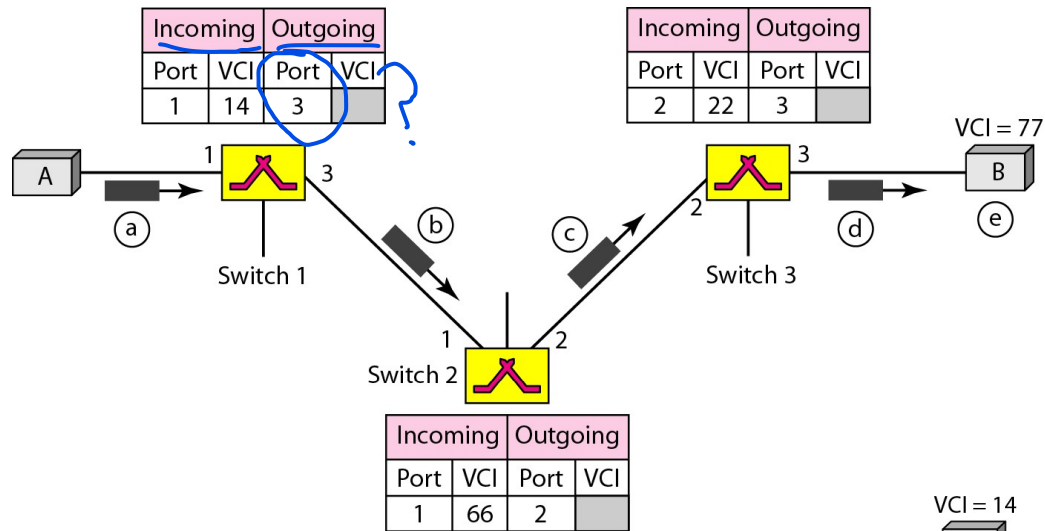 Incoming Outgoing
Port VCI Port VCI
1 14 3
?
Incoming Outgoing
Port VCI Port VCI
2 22 3
VCI = 77
A
1
3
a
b
c
2
3
d
B
e
Switch 1
Switch 3
1
2
Switch 2
Incoming Outgoing
Port VCI Port VCI
1 66 2
VCI = 14